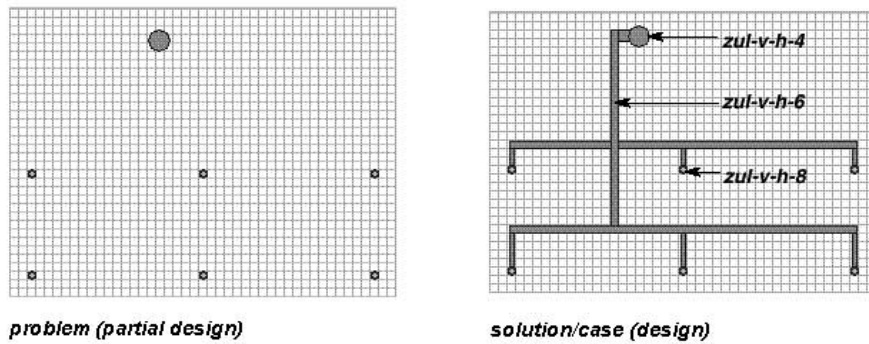 zul-v-h-4
zul-v-h-6
zul-v-h-8
problem (partial design)
solution/case (design)